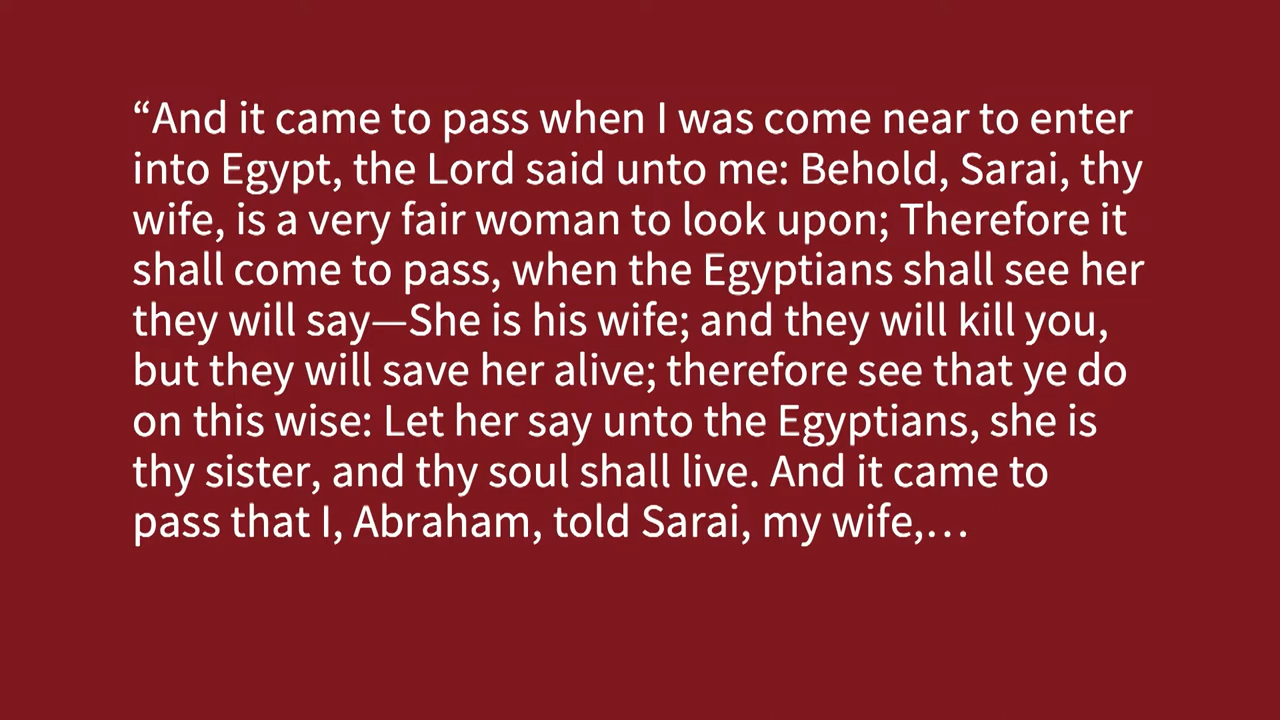 “And it came to pass when I was come near to enter
into Egypt, the Lord said unto me: Behold, Sarai, thy
wife, is a very fair woman to look upon; Therefore it
shall come to pass, when the Egyptians shall see her
they will say—She is his wife; and they will kill you,
but they will save her alive; therefore see that ye do
on this wise: Let her say unto the Egyptians, she is
thy sister, and thy soul shall live. And it came to
pass that I, Abraham, told Sarai, my wife,…